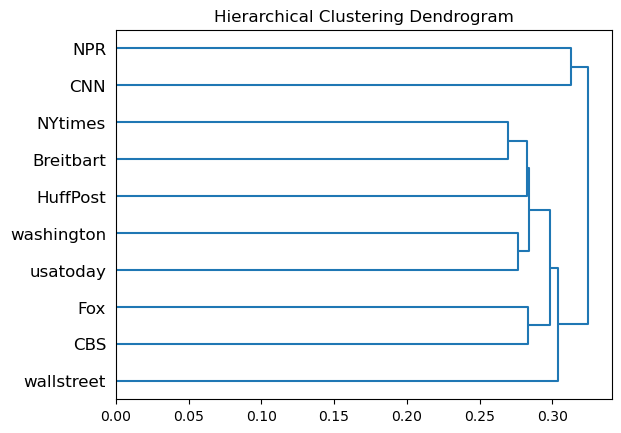 Hierarchical Clustering Dendrogram
NPR
CNN
NYtimes
Breitbart
HuffPost
washington
usatoday
Fox
CBS
wallstreet
0.00 0.05 0.10 0.15 0.20 0.25 0.30